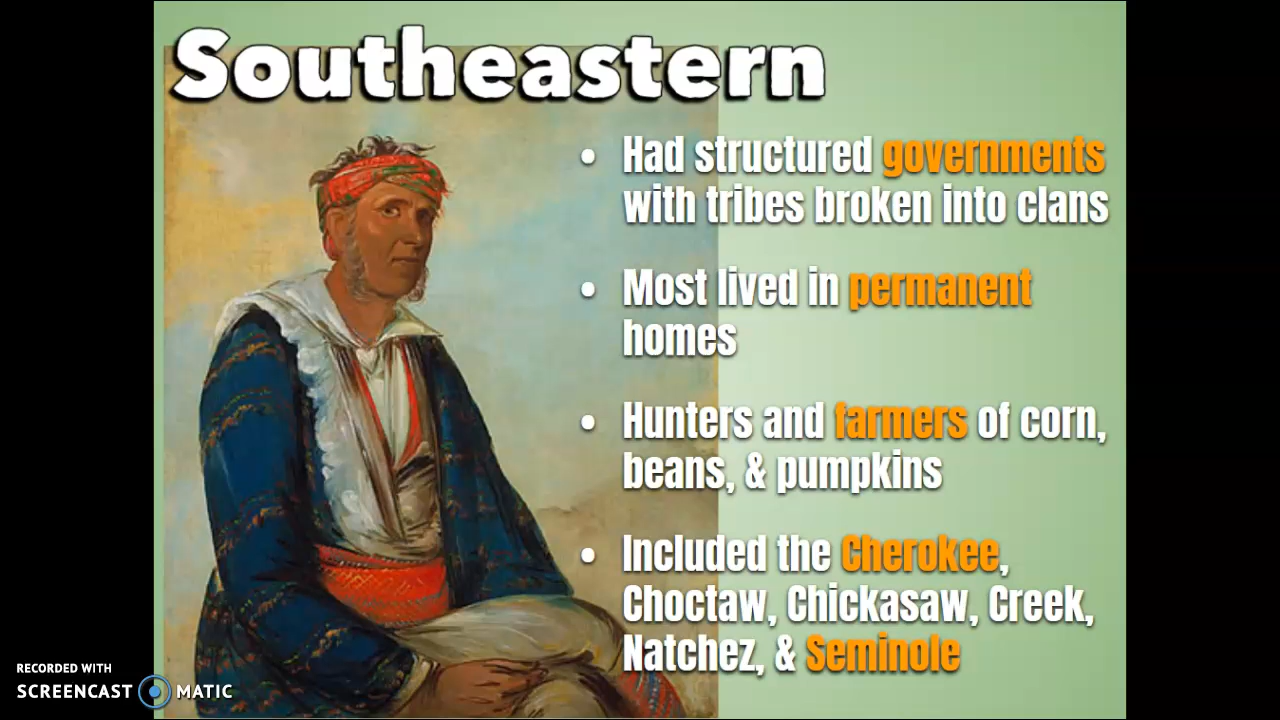 Southeastern
• Had structured governments
with tribes broken into clans
• Most lived in permanent
homes
• Hunters and farmers of corn,
beans, & pumpkins
• Included the Cherokee,
Choctaw, Chickasaw, Creek,
Natchez, & Seminole
RECORDED WITH
SCREENCAST MATIC